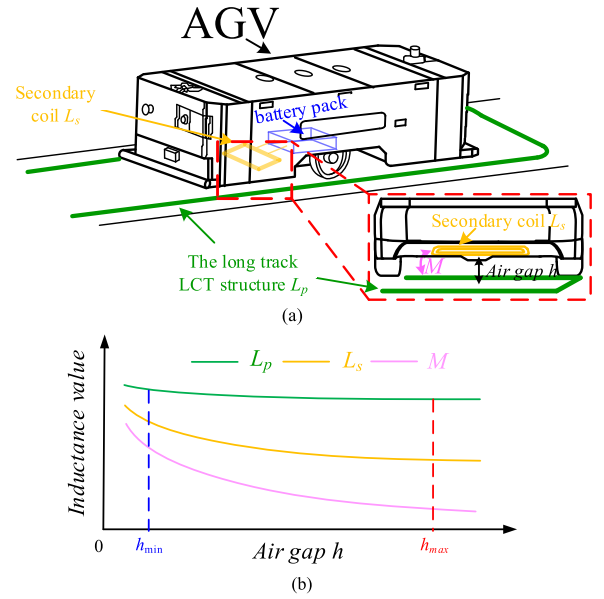 AGV
Secondary
coil Ls
battery pack
Secondary coil Ls
M
Air gap h
The long track
LCT structure Lp
(a)
Inductance value
Lp Ls M
0
hmin
Air gap h
hmax
(b)